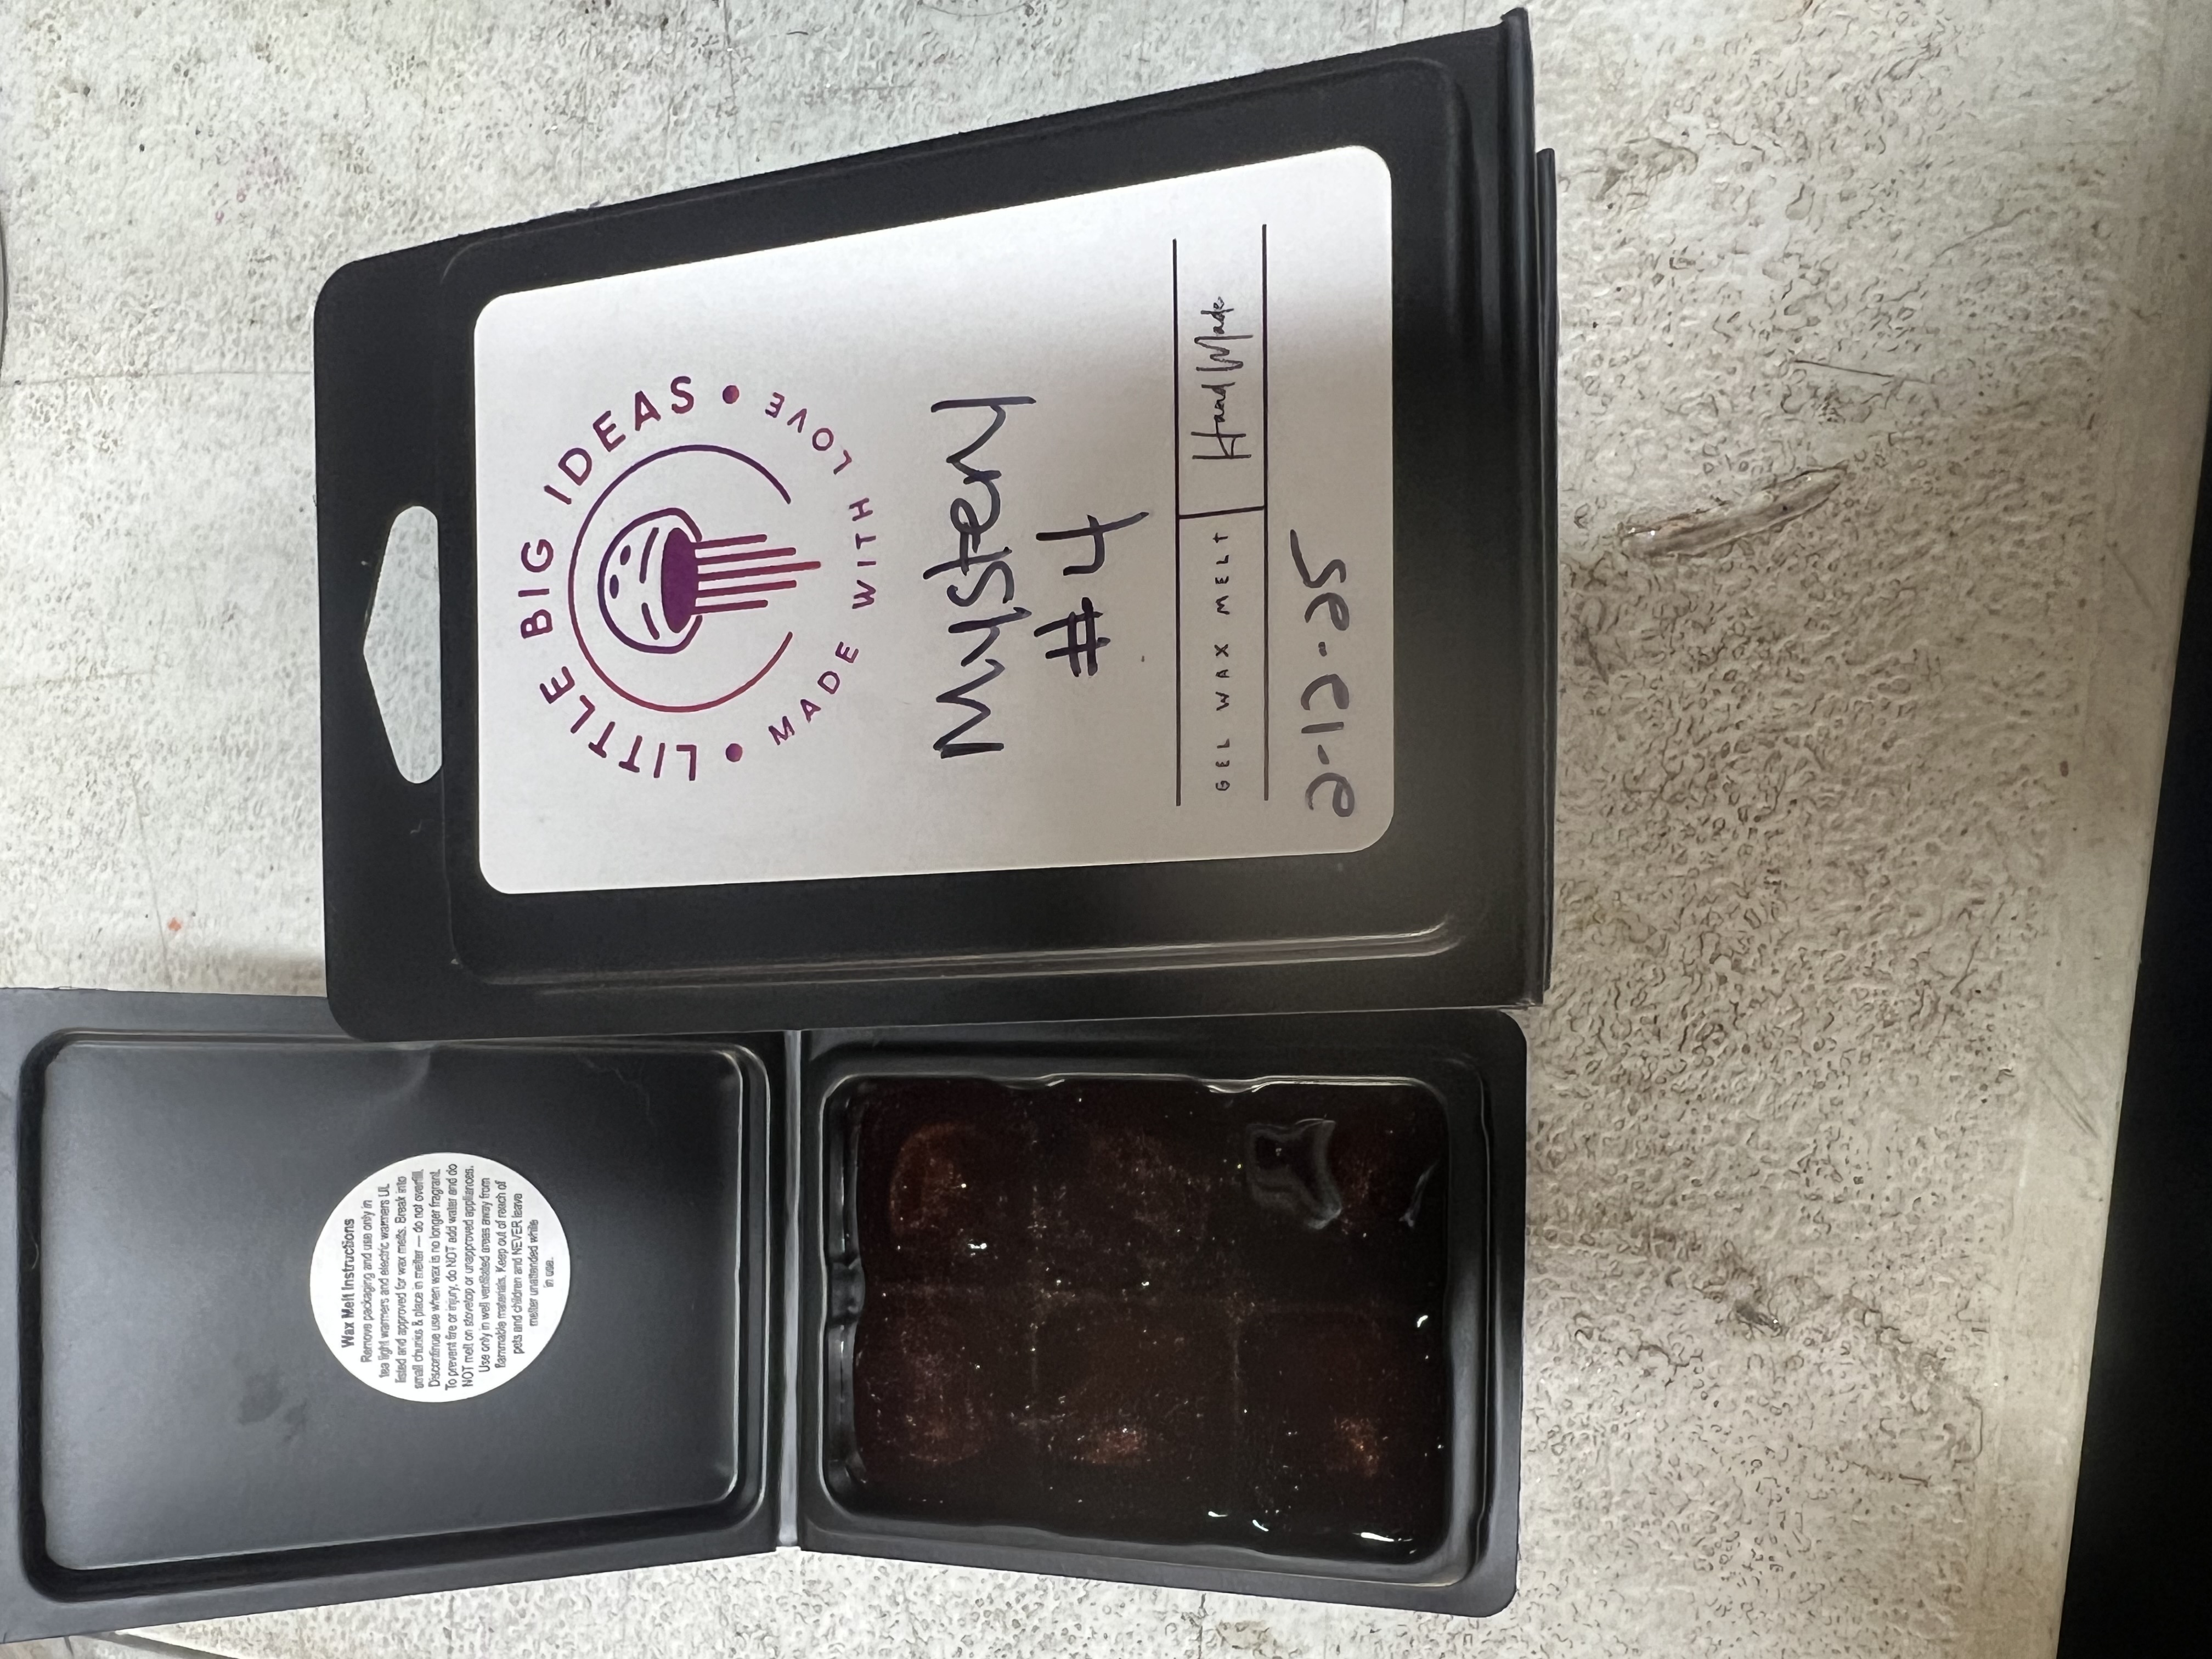 • LITTLE BIG IDEAS •
MADE WITH LOVE
Mystery
#4
GEL WAX MELT Hand Made
2-12-25
Wax Melt Instructions
Remove packaging and use only in
tea light warmers and electric warmers UL
listed and approved for wax melts. Break into
small chunks & place in melter — do not overfill.
Discontinue use when wax is no longer fragrant.
To prevent fire or injury, do NOT add water and do
NOT melt on stovetop or unapproved appliances.
Use only in well ventilated areas away from
flammable materials. Keep out of reach of
pets and children and NEVER leave
melter unattended while
in use.